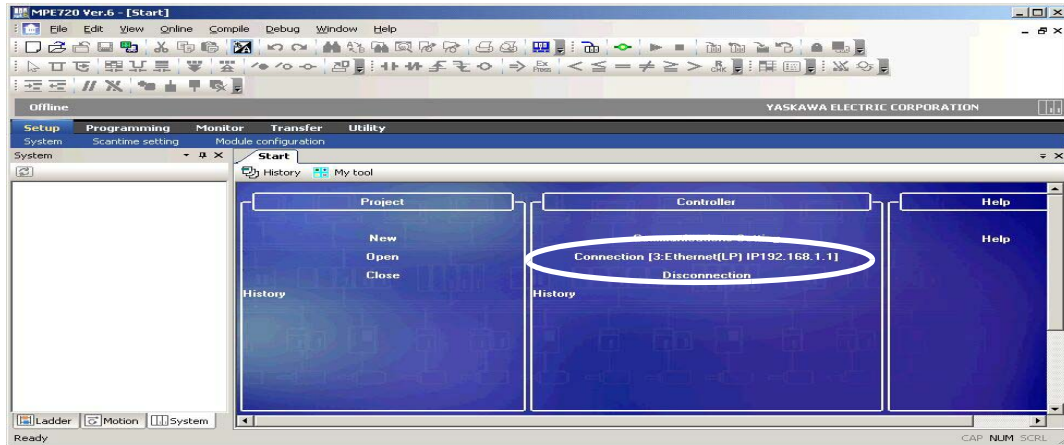 MPE720 Ver.6 - [Start]
File Edit View Online Compile Debug Window Help
Offline YASKAWA ELECTRIC CORPORATION
Setup Programming Monitor Transfer Utility
System Scantime setting Module configuration
System Start
History My tool
Project Controller Help
New Help
Open Connection [3:Ethernet(LP) IP192.168.1.1]
Close Disconnection
History History
Ladder Motion System
Ready CAP NUM SCRL